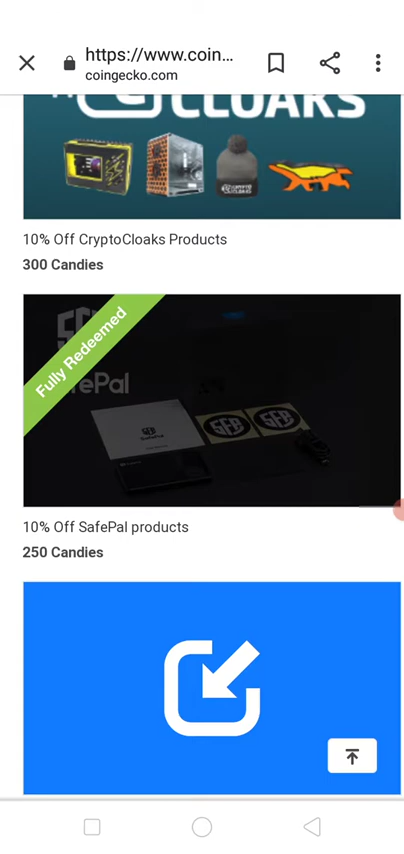 https://www.coin...
coingecko.com
CLOAKS
10% Off CryptoCloaks Products
300 Candies
Fully Redeemed
SafePal
10% Off SafePal products
250 Candies